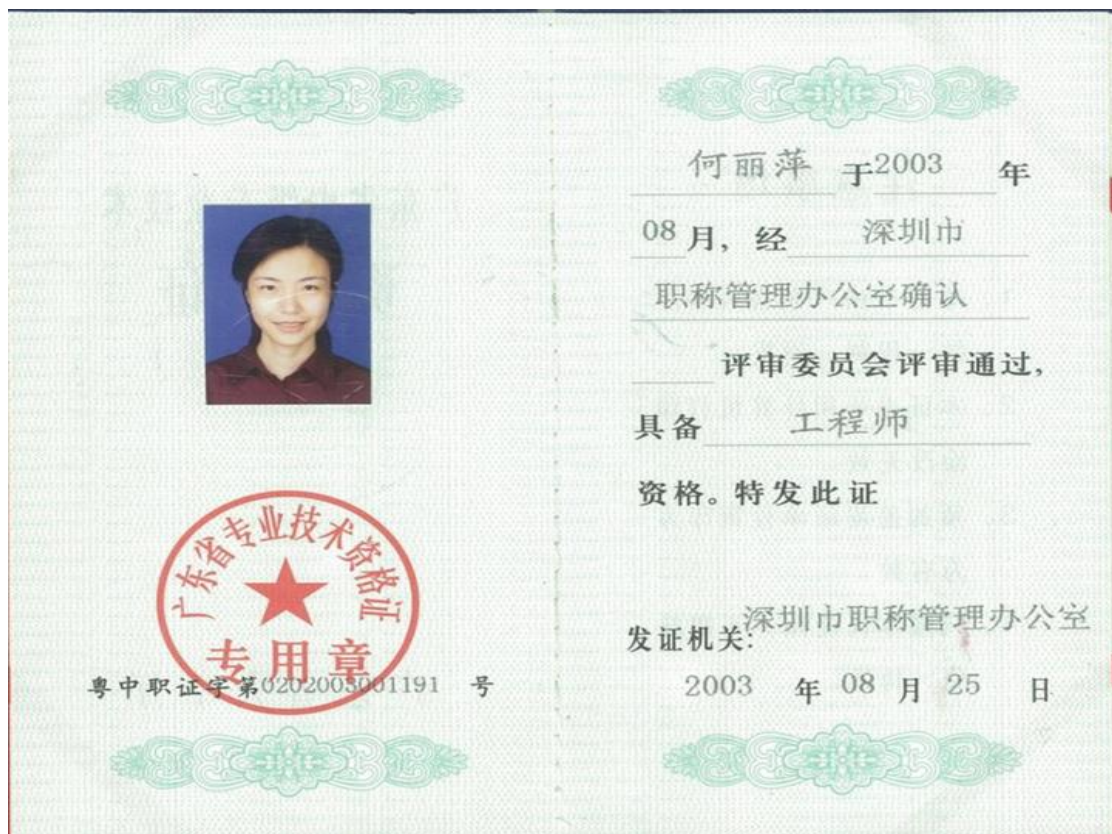 广东省专业技术资格证
专用章
粤中职证字第0202003001191 号
何丽萍 于2003 年
08 月，经 深圳市
职称管理办公室确认
评审委员会评审通过，
具备 工程师
资格。特发此证
发证机关：深圳市职称管理办公室
2003 年 08 月 25 日